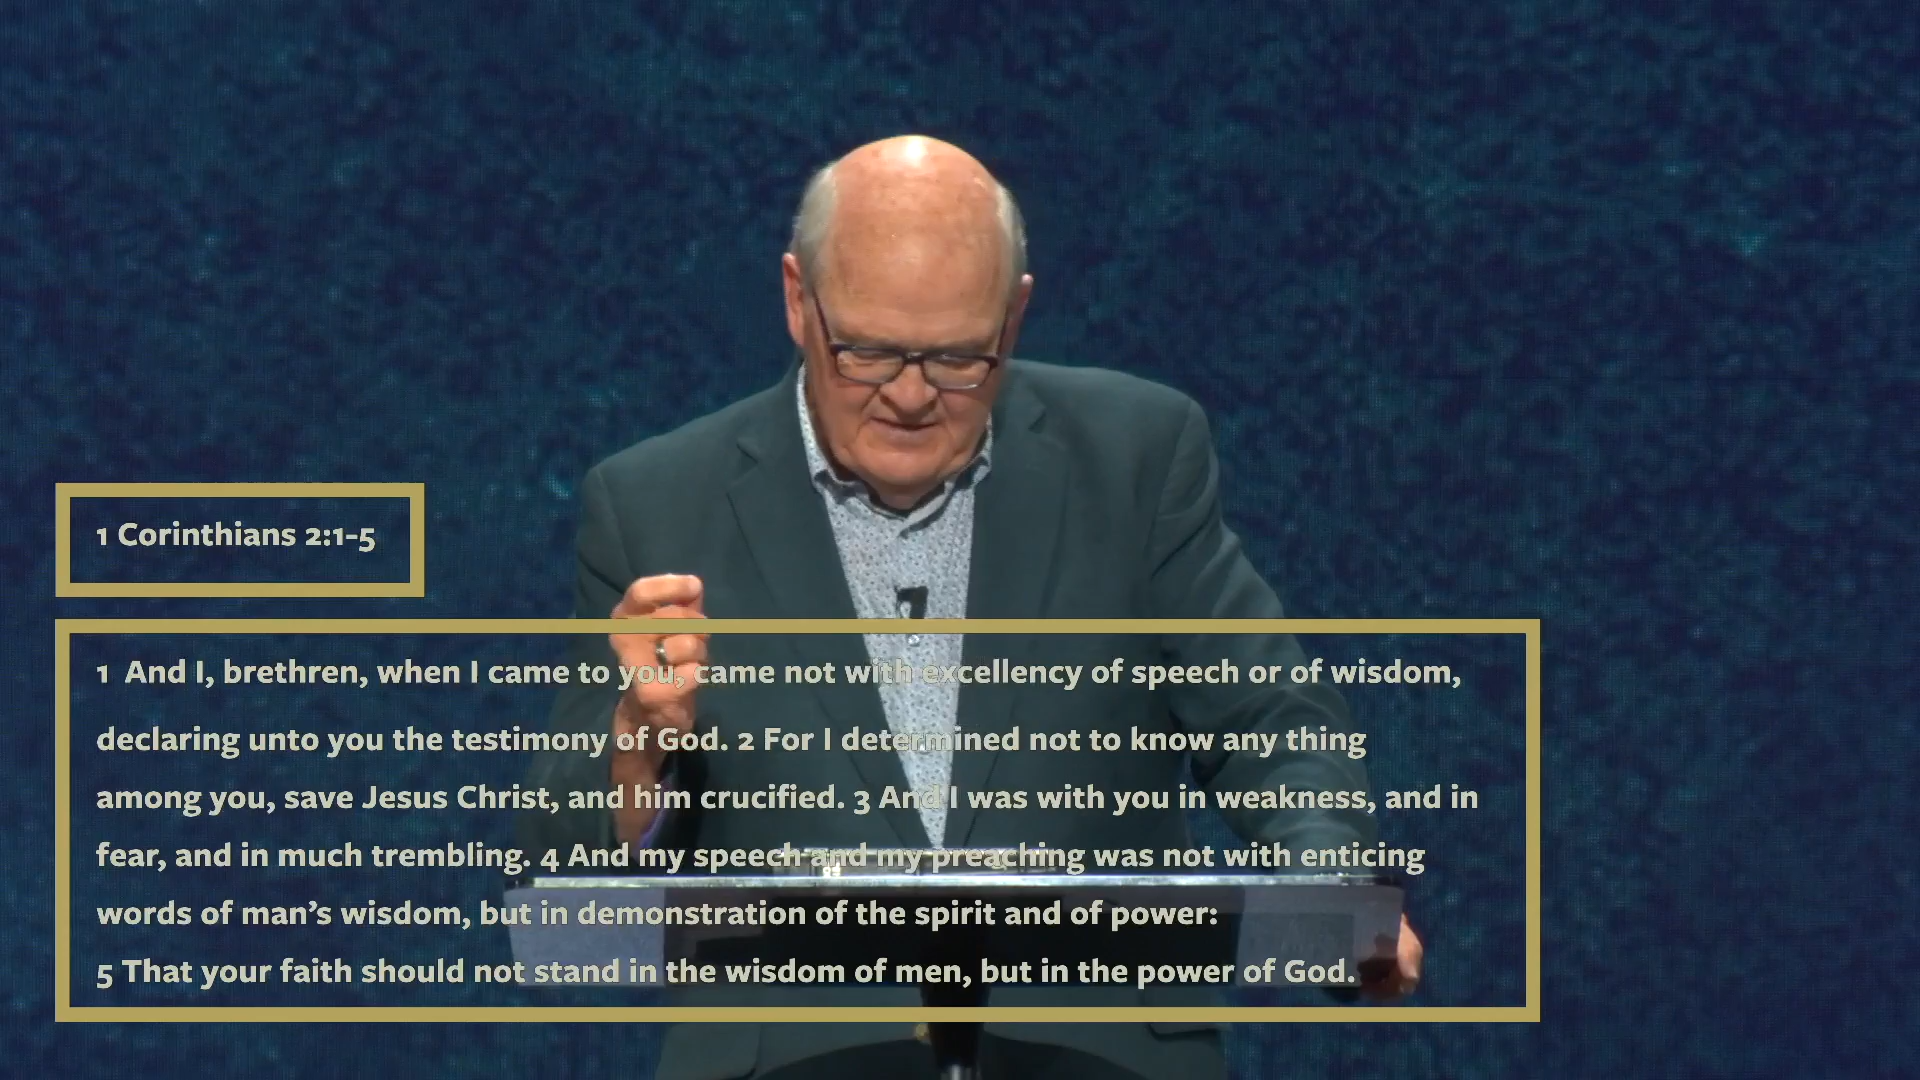 1 Corinthians 2:1-5
1 And I, brethren, when I came to you, came not with excellency of speech or of wisdom,
declaring unto you the testimony of God. 2 For I determined not to know any thing
among you, save Jesus Christ, and him crucified. 3 And I was with you in weakness, and in
fear, and in much trembling. 4 And my speech and my preaching was not with enticing
words of man's wisdom, but in demonstration of the spirit and of power:
5 That your faith should not stand in the wisdom of men, but in the power of God.